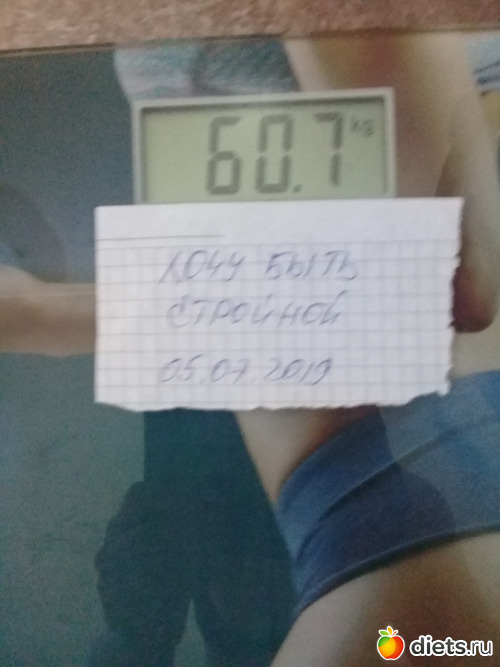 60.7 kg
ХОЧУ БЫТЬ
СТРОЙНОЙ
05.07.2019
diets.ru